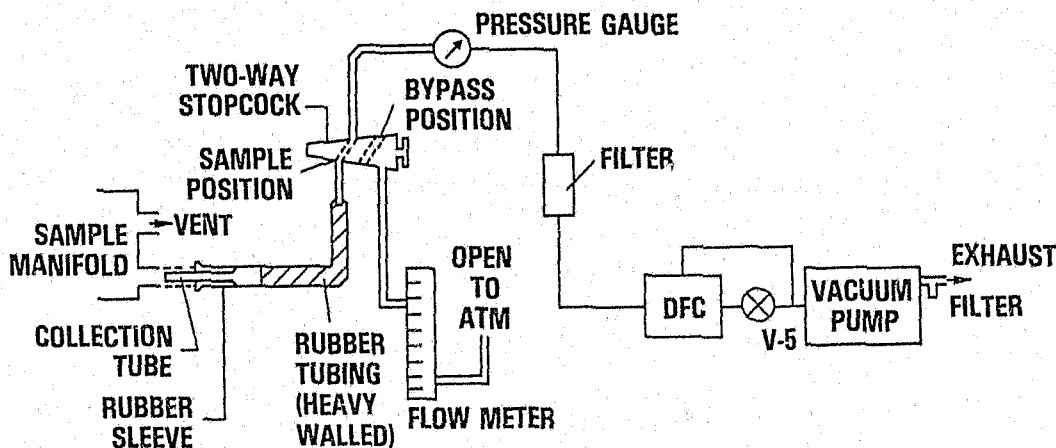 PRESSURE GAUGE
TWO-WAY
STOPCOCK
BYPASS
POSITION
SAMPLE
POSITION
FILTER
VENT
SAMPLE
MANIFOLD
OPEN
TO
ATM
EXHAUST
FILTER
DFC
V-5
VACUUM
PUMP
COLLECTION
TUBE
RUBBER
SLEEVE
RUBBER
TUBING
(HEAVY
WALLED)
FLOW METER